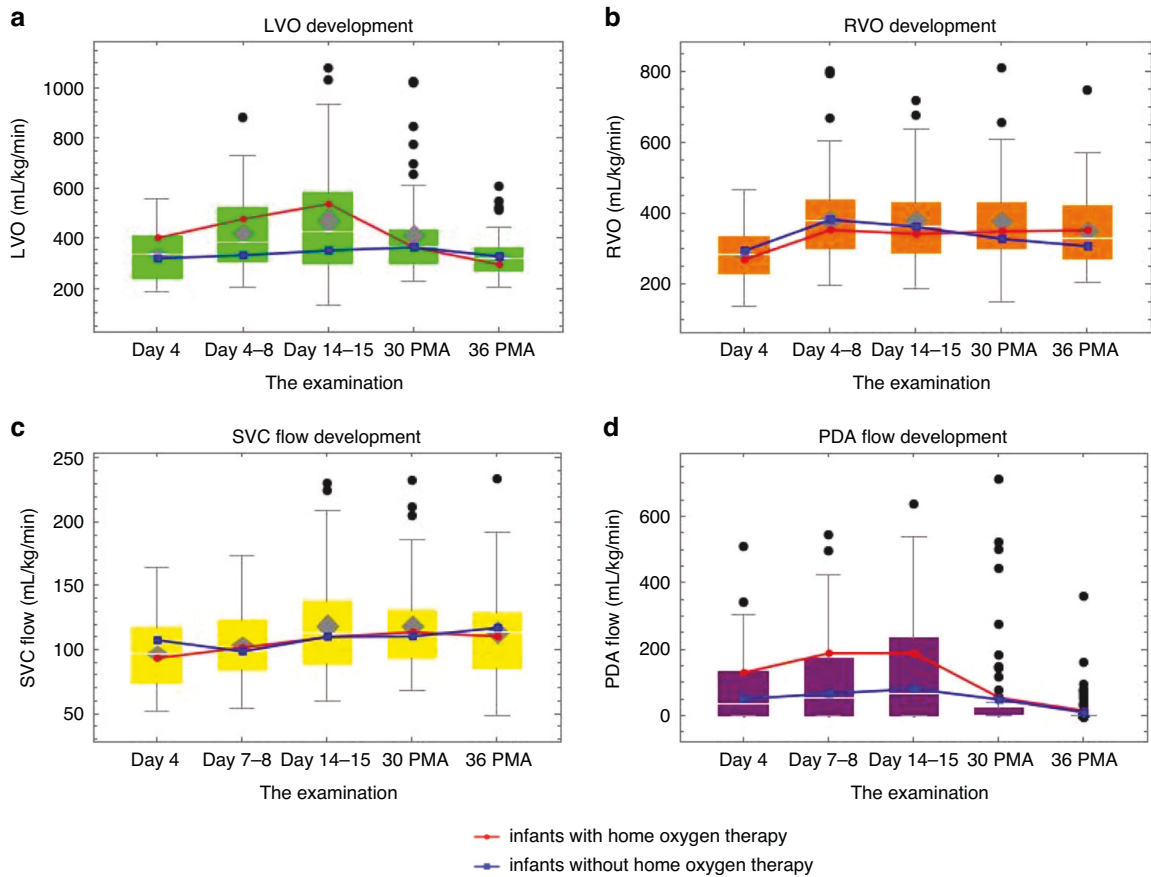 a
LVO development
LVO (mL/kg/min)
1000
800
600
400
200
Day 4 Day 4–8 Day 14–15 30 PMA 36 PMA
The examination
b
RVO development
RVO (mL/kg/min)
800
600
400
200
Day 4 Day 4–8 Day 14–15 30 PMA 36 PMA
The examination
c
SVC flow development
SVC flow (mL/kg/min)
250
200
150
100
50
Day 4 Day 7–8 Day 14–15 30 PMA 36 PMA
The examination
d
PDA flow development
PDA flow (mL/kg/min)
600
400
200
0
Day 4 Day 7–8 Day 14–15 30 PMA 36 PMA
The examination
infants with home oxygen therapy
infants without home oxygen therapy